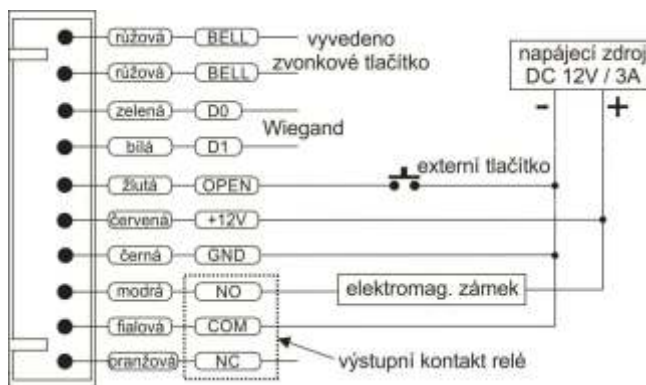 růžová BELL vyvedeno
růžová BELL zvonkové tlačítko
zelená D0
Wiegand
bílá D1
žlutá OPEN externí tlačítko
červená +12V
černá GND
modrá NO elektromag. zámek
fialová COM
oranžová NC výstupní kontakt relé
napájecí zdroj
DC 12V / 3A
- +